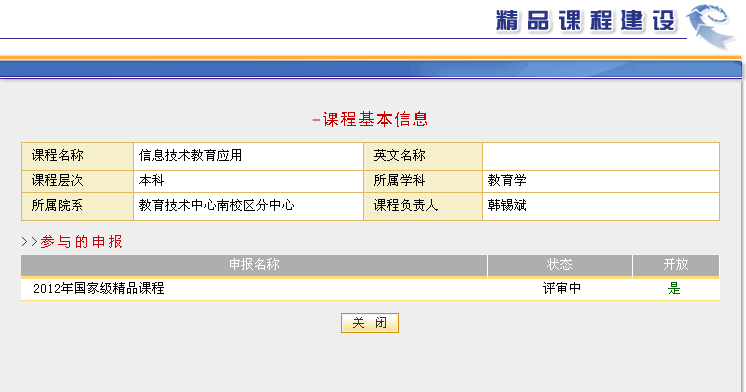 精品课程建设
-课程基本信息
课程名称 信息技术教育应用 英文名称
课程层次 本科 所属学科 教育学
所属院系 教育技术中心南校区分中心 课程负责人 韩锡斌
>>参与的申报
申报名称 状态 开放
2012年国家级精品课程 评审中 是
关 闭